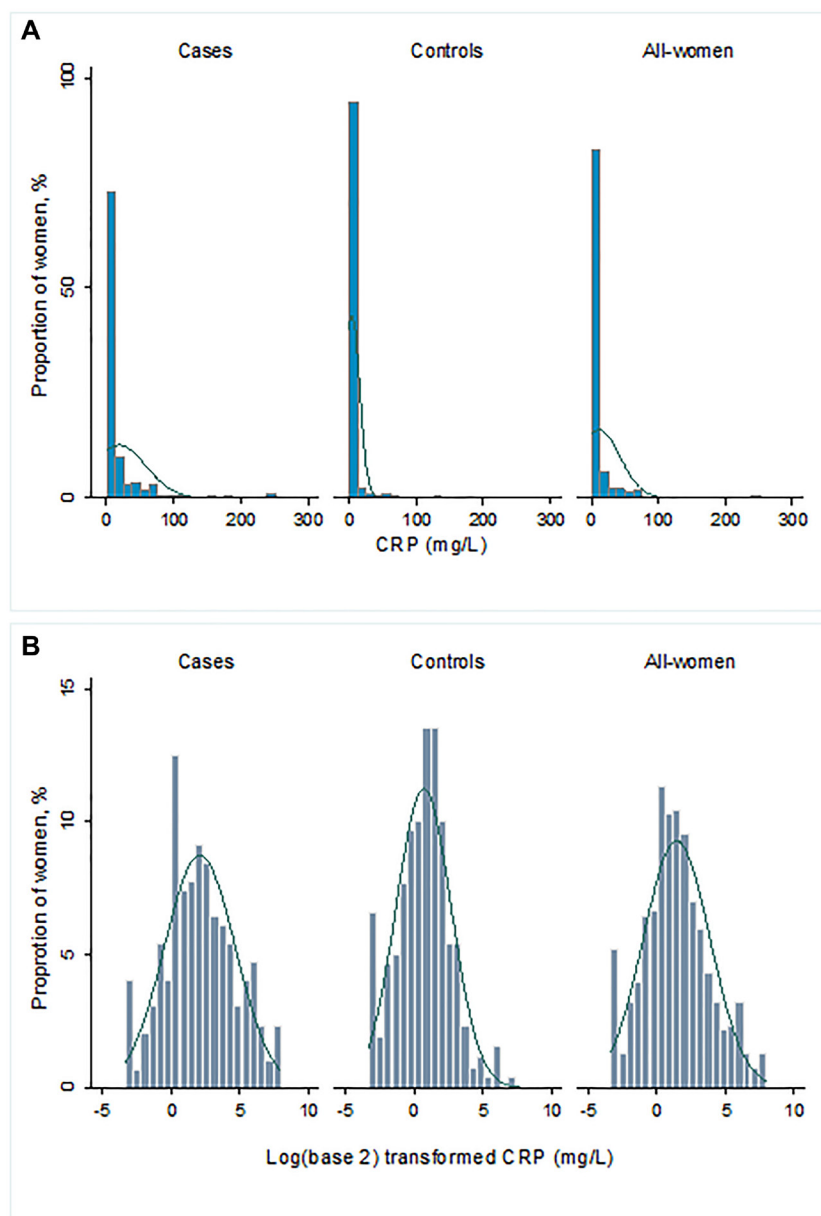 A
Cases Controls All-women
Proportion of women, %
100
50
0
0 100 200 300 0 100 200 300 0 100 200 300
CRP (mg/L)
B
Cases Controls All-women
Proprotion of women, %
15
10
5
0
-5 0 5 10 -5 0 5 10 -5 0 5 10
Log(base 2) transformed CRP (mg/L)